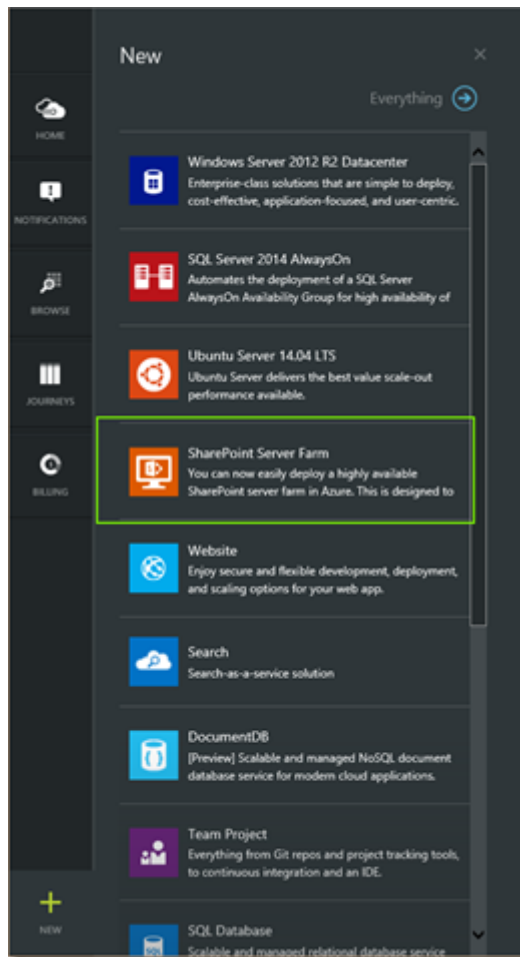 New
Everything
HOME
NOTIFICATIONS
BROWSE
JOURNEYS
BILLING
NEW
Windows Server 2012 R2 Datacenter
Enterprise-class solutions that are simple to deploy,
cost-effective, application-focused, and user-centric.
SQL Server 2014 AlwaysOn
Automates the deployment of a SQL Server
AlwaysOn Availability Group for high availability of
Ubuntu Server 14.04 LTS
Ubuntu Server delivers the best value scale-out
performance available.
SharePoint Server Farm
You can now easily deploy a highly available
SharePoint server farm in Azure. This is designed to
Website
Enjoy secure and flexible development, deployment,
and scaling options for your web app.
Search
Search-as-a-service solution
DocumentDB
[Preview] Scalable and managed NoSQL document
database service for modern cloud applications.
Team Project
Everything from Git repos and project tracking tools,
to continuous integration and an IDE.
SQL Database
Scalable and managed relational database service